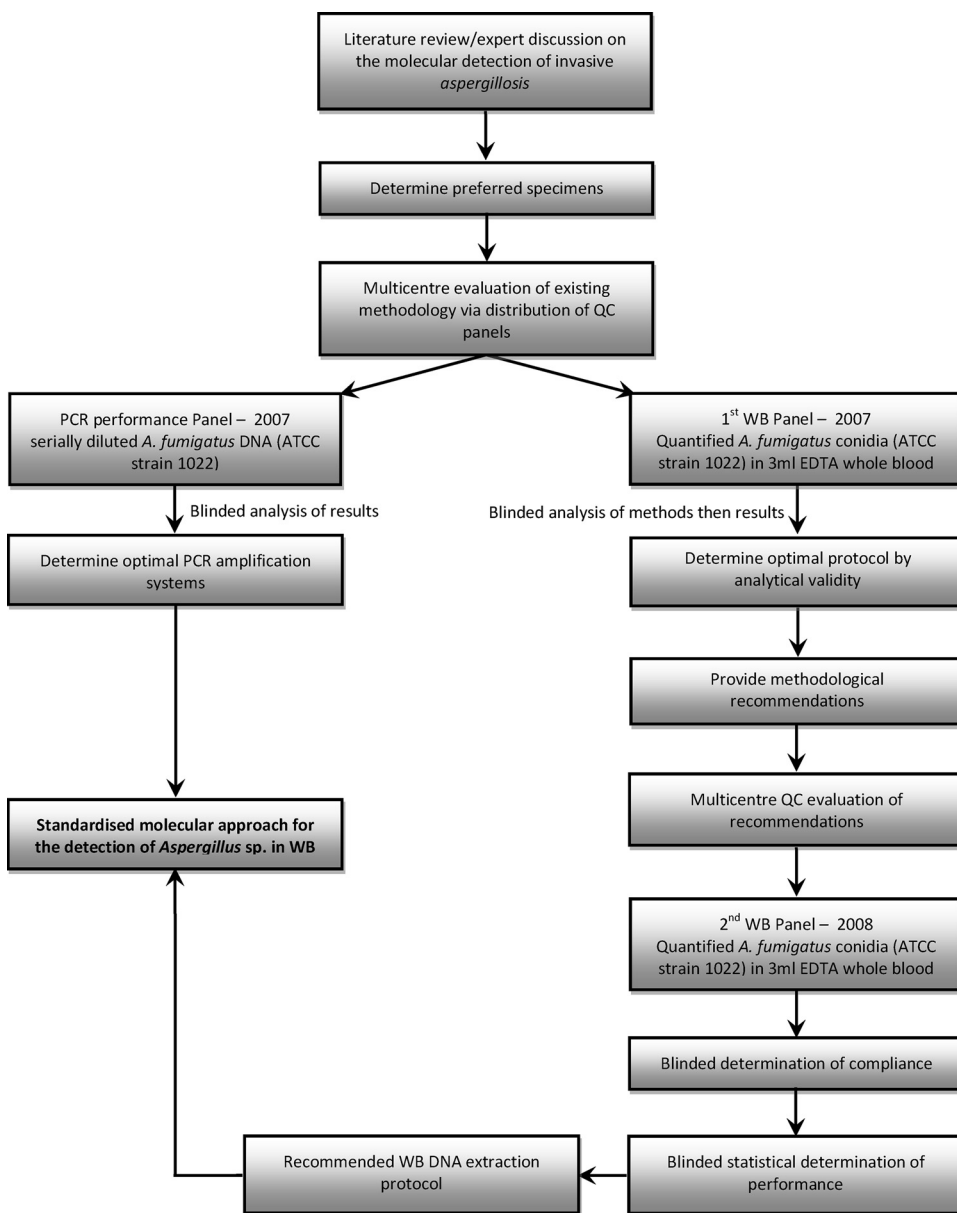 Literature review/expert discussion on
the molecular detection of invasive
aspergillosis
Determine preferred specimens
Multicentre evaluation of existing
methodology via distribution of QC
panels
PCR performance Panel – 2007
serially diluted A. fumigatus DNA (ATCC
strain 1022)
Blinded analysis of results
Determine optimal PCR amplification
systems
1st WB Panel – 2007
Quantified A. fumigatus conidia (ATCC
strain 1022) in 3ml EDTA whole blood
Blinded analysis of methods then results
Determine optimal protocol by
analytical validity
Provide methodological
recommendations
Multicentre QC evaluation of
recommendations
2nd WB Panel – 2008
Quantified A. fumigatus conidia (ATCC
strain 1022) in 3ml EDTA whole blood
Blinded determination of compliance
Blinded statistical determination of
performance
Recommended WB DNA extraction
protocol
Standardised molecular approach for
the detection of Aspergillus sp. in WB